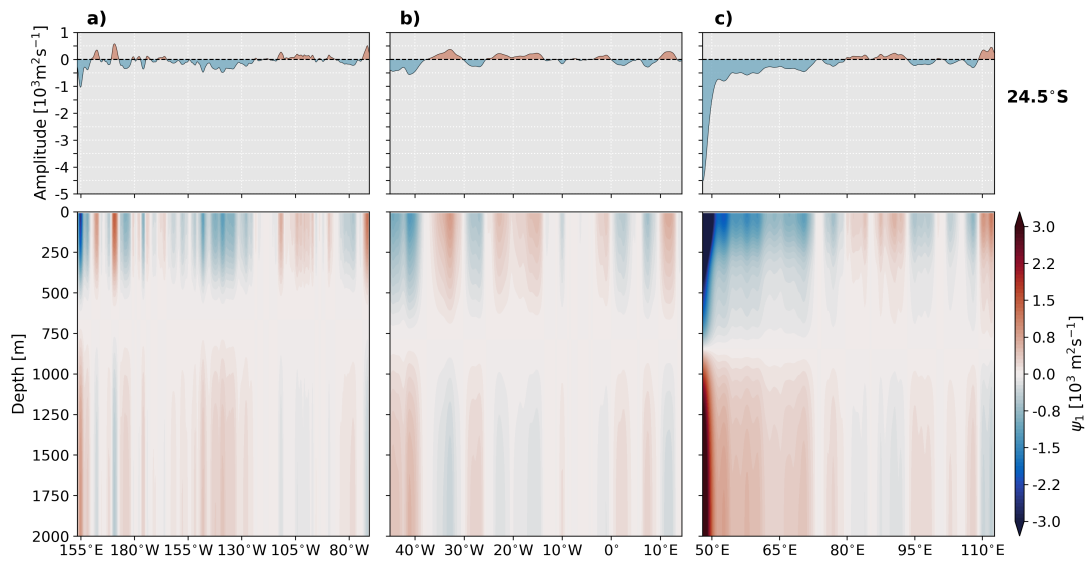 a)
b)
c)
Amplitude [10³m²s⁻¹]
1
0
-1
-2
-3
-4
-5
24.5°S
Depth [m]
0
250
500
750
1000
1250
1500
1750
2000
155°E 180°W 155°W 130°W 105°W 80°W
40°W 30°W 20°W 10°W 0° 10°E
50°E 65°E 80°E 95°E 110°E
3.0
2.2
1.5
0.8
0.0
-0.8
-1.5
-2.2
-3.0
ψ₁ [10³ m²s⁻¹]